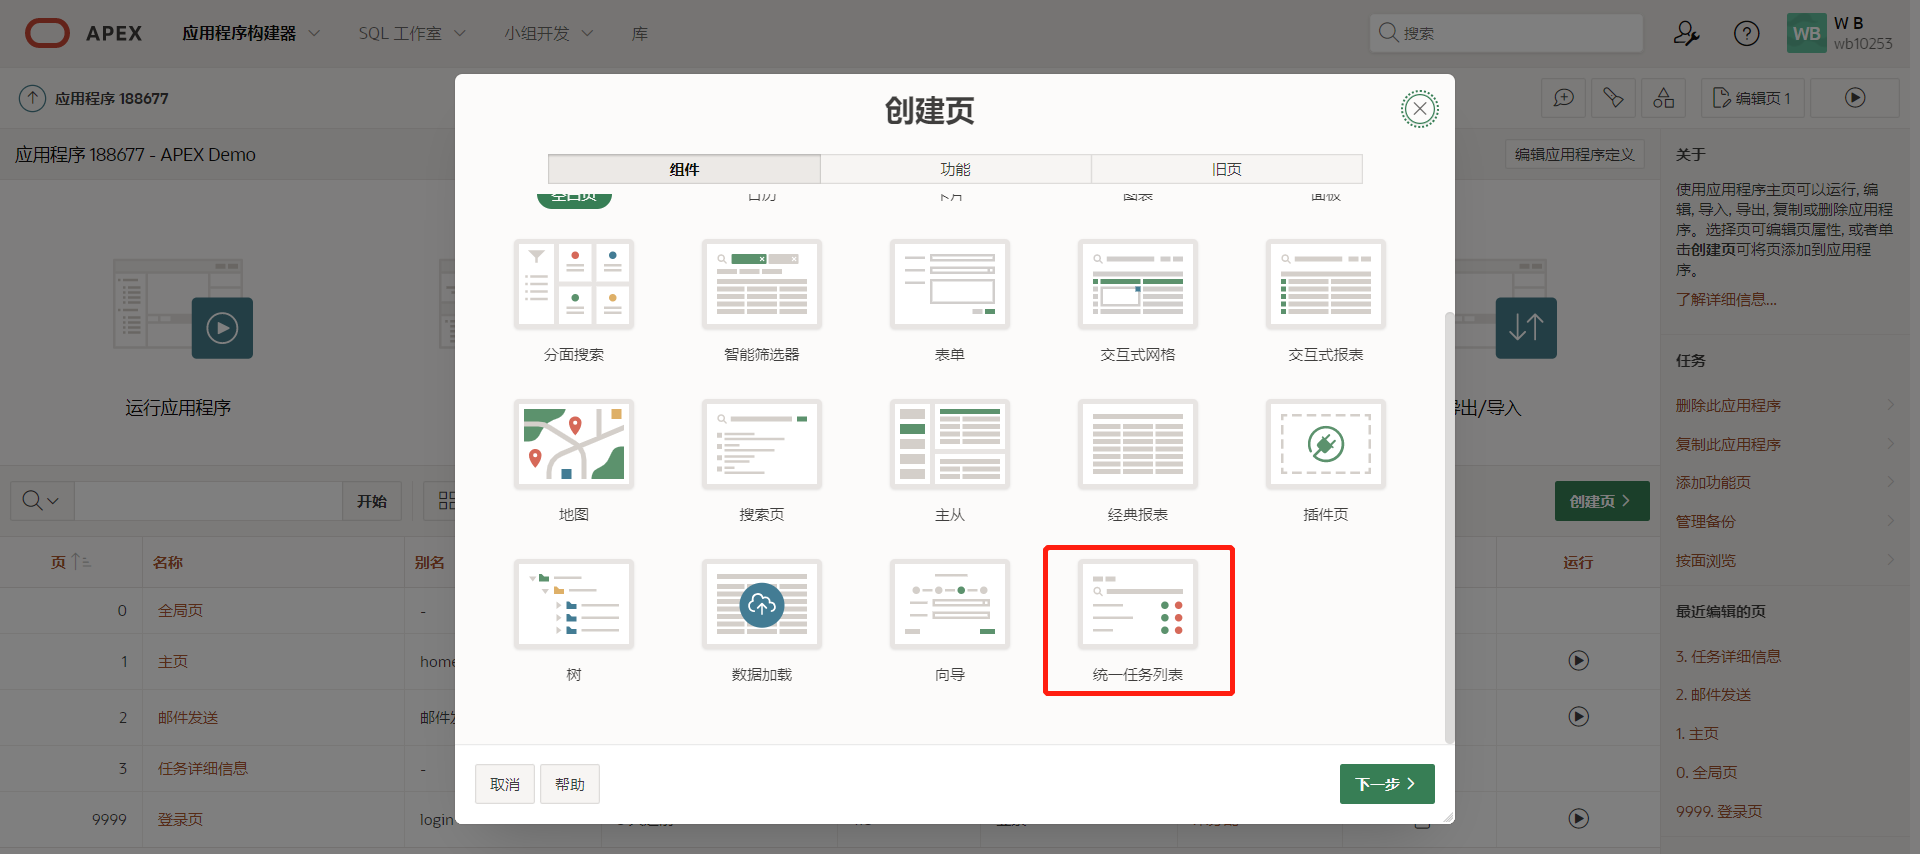 APEX
应用程序构建器
SQL 工作室
小组开发
库
搜索
WB
W B
wb10253
应用程序 188677
编辑页 1
应用程序 188677 - APEX Demo
编辑应用程序定义
创建页
组件
功能
旧页
空白页
日历
卡片
图表
面板
分面搜索
智能筛选器
表单
交互式网格
交互式报表
地图
搜索页
主从
经典报表
插件页
树
数据加载
向导
统一任务列表
取消
帮助
下一步
运行应用程序
导出/导入
开始
创建页
页
名称
别名
运行
0
全局页
-
1
主页
home
2
邮件发送
邮件发
3
任务详细信息
-
9999
登录页
login
关于
使用应用程序主页可以运行, 编
辑, 导入, 导出, 复制或删除应用程
序。选择页可编辑页属性, 或者单
击创建页可将页添加到应用程
序。
了解详细信息...
任务
删除此应用程序
复制此应用程序
添加功能页
管理备份
按面浏览
最近编辑的页
3. 任务详细信息
2. 邮件发送
1. 主页
0. 全局页
9999. 登录页